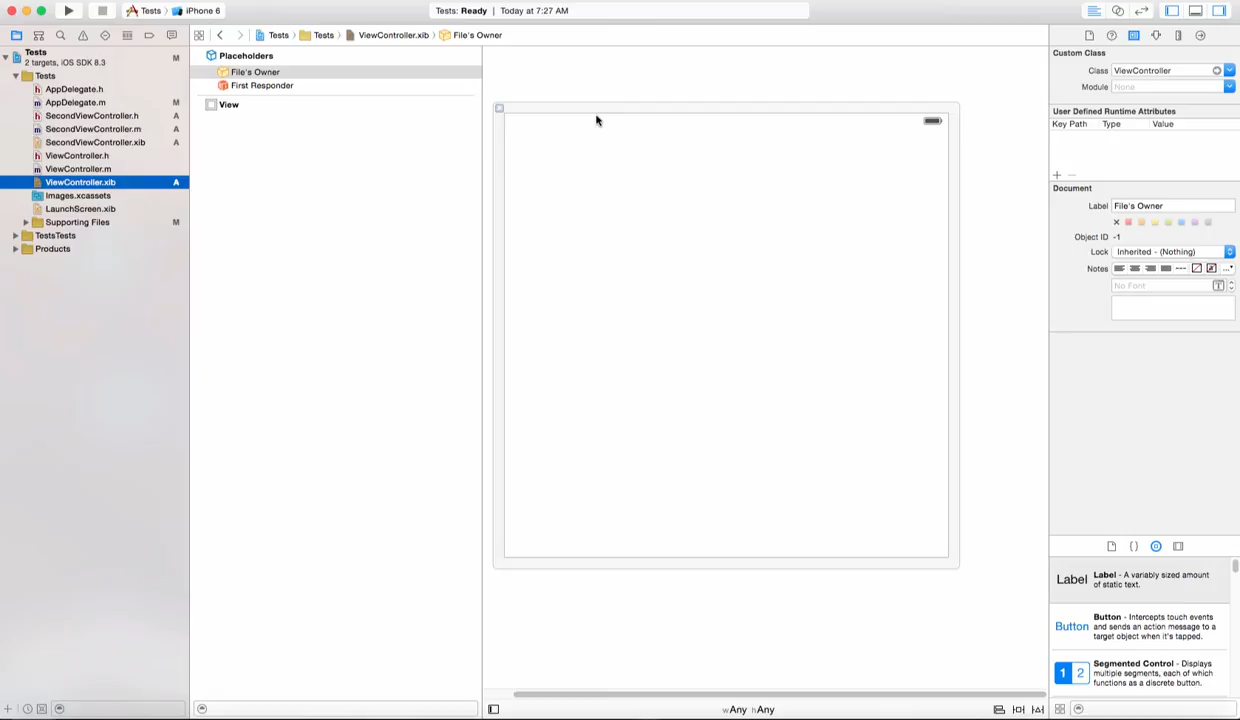 Tests
iPhone 6
Tests: Ready | Today at 7:27 AM
Tests
2 targets, iOS SDK 8.3
M
Tests
AppDelegate.h
AppDelegate.m
M
SecondViewController.h
A
SecondViewController.m
A
SecondViewController.xib
A
ViewController.h
ViewController.m
ViewController.xib
A
Images.xcassets
LaunchScreen.xib
Supporting Files
M
TestsTests
Products
Tests
Tests
ViewController.xib
File's Owner
Placeholders
File's Owner
First Responder
View
wAny hAny
Custom Class
Class ViewController
Module None
User Defined Runtime Attributes
Key Path Type Value
Document
Label File's Owner
Object ID -1
Lock Inherited - (Nothing)
Notes
No Font
Label
Label - A variably sized amount
of static text.
Button
Button - Intercepts touch events
and sends an action message to a
target object when it's tapped.
1 2
Segmented Control - Displays
multiple segments, each of which
functions as a discrete button.